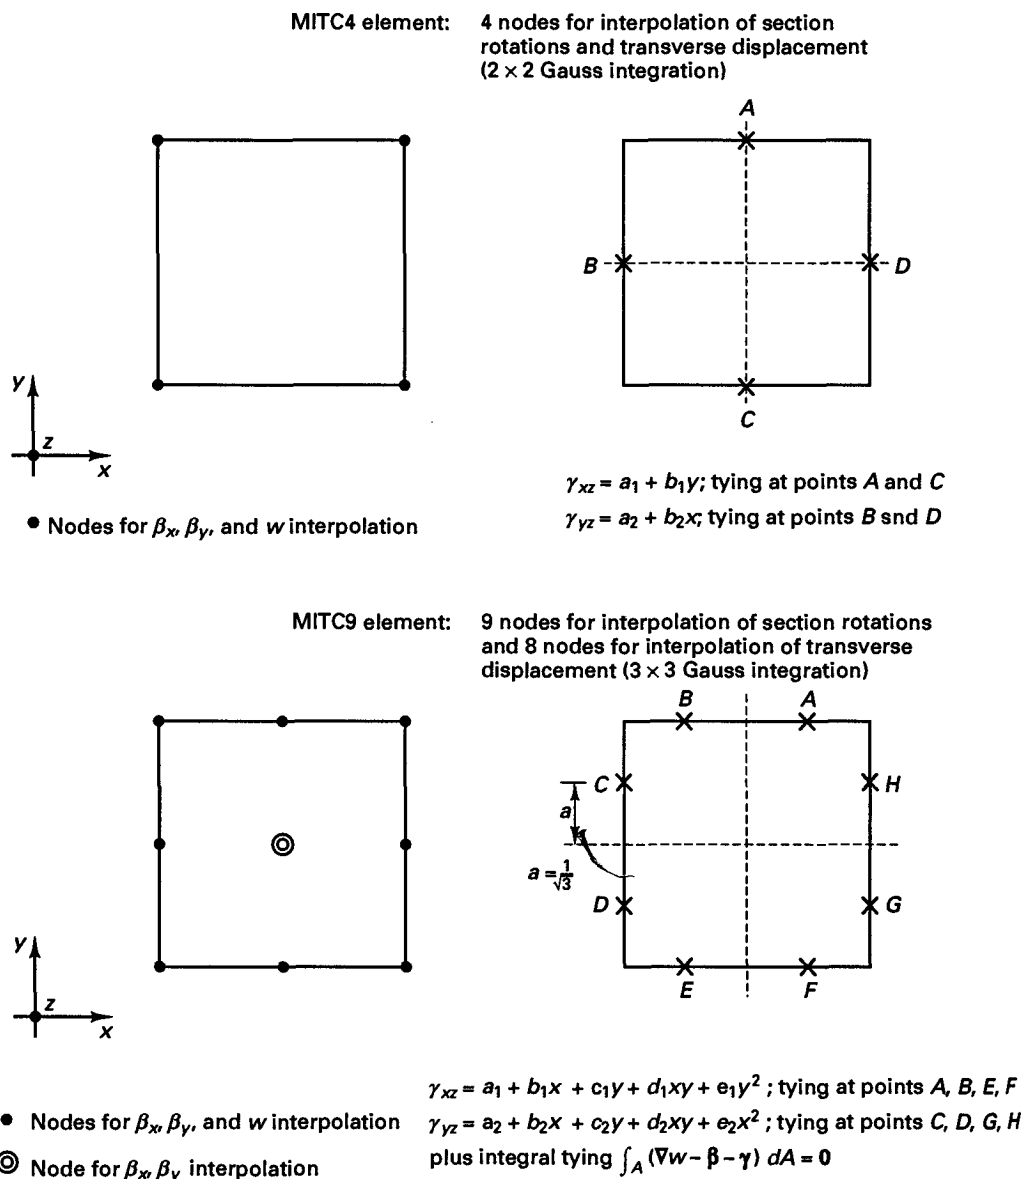 MITC4 element: 4 nodes for interpolation of section
rotations and transverse displacement
(2 × 2 Gauss integration)
A
B
D
C
y
z
x
γxz = a1 + b1y; tying at points A and C
γyz = a2 + b2x; tying at points B snd D
● Nodes for βx, βy, and w interpolation
MITC9 element: 9 nodes for interpolation of section rotations
and 8 nodes for interpolation of transverse
displacement (3 × 3 Gauss integration)
B A
C H
a
a = 1/√3
D G
E F
y
z
x
γxz = a1 + b1x + c1y + d1xy + e1y² ; tying at points A, B, E, F
● Nodes for βx, βy, and w interpolation
γyz = a2 + b2x + c2y + d2xy + e2x² ; tying at points C, D, G, H
plus integral tying ∫A (∇w − β − γ) dA = 0
◎ Node for βx, βy interpolation